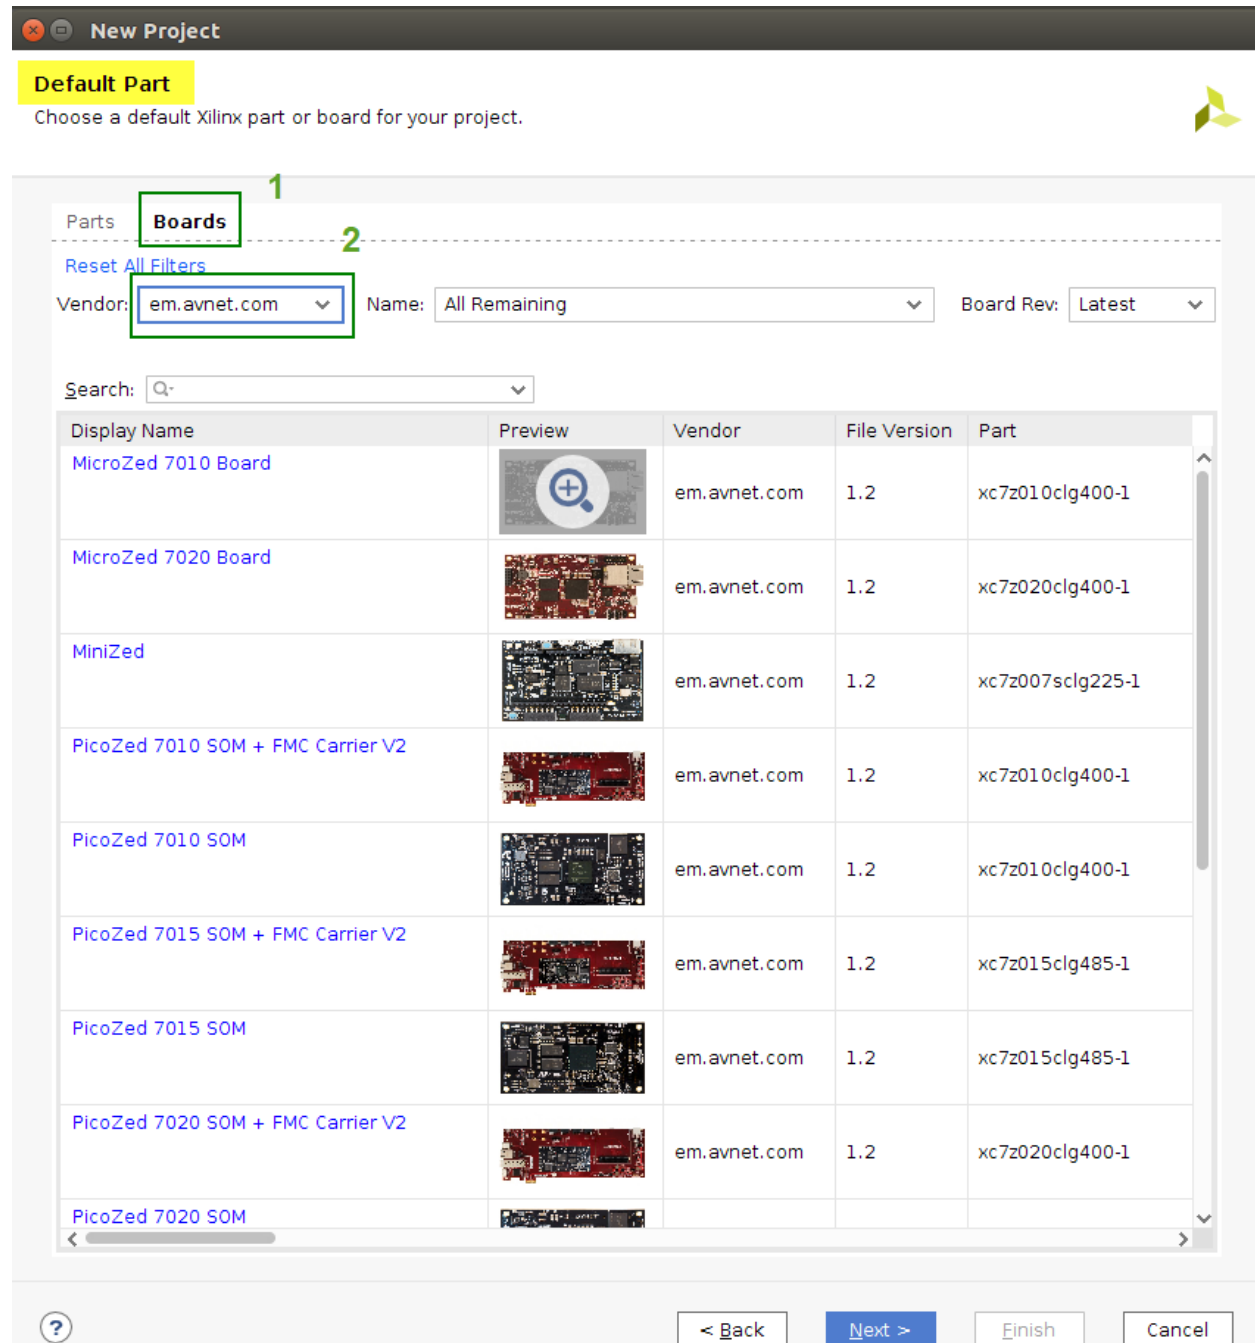 New Project
Default Part
Choose a default Xilinx part or board for your project.
1
Parts Boards
2
Reset All Filters
Vendor: em.avnet.com Name: All Remaining Board Rev: Latest
Search: Q-
Display Name Preview Vendor File Version Part
MicroZed 7010 Board em.avnet.com 1.2 xc7z010clg400-1
MicroZed 7020 Board em.avnet.com 1.2 xc7z020clg400-1
MiniZed em.avnet.com 1.2 xc7z007sclg225-1
PicoZed 7010 SOM + FMC Carrier V2 em.avnet.com 1.2 xc7z010clg400-1
PicoZed 7010 SOM em.avnet.com 1.2 xc7z010clg400-1
PicoZed 7015 SOM + FMC Carrier V2 em.avnet.com 1.2 xc7z015clg485-1
PicoZed 7015 SOM em.avnet.com 1.2 xc7z015clg485-1
PicoZed 7020 SOM + FMC Carrier V2 em.avnet.com 1.2 xc7z020clg400-1
PicoZed 7020 SOM
? < Back Next > Finish Cancel